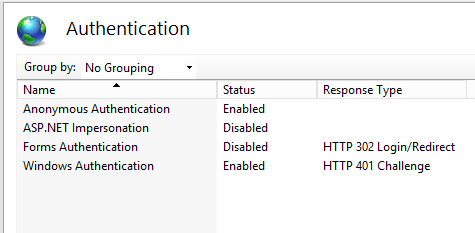 Authentication
Group by: No Grouping
Name Status Response Type
Anonymous Authentication Enabled
ASP.NET Impersonation Disabled
Forms Authentication Disabled HTTP 302 Login/Redirect
Windows Authentication Enabled HTTP 401 Challenge